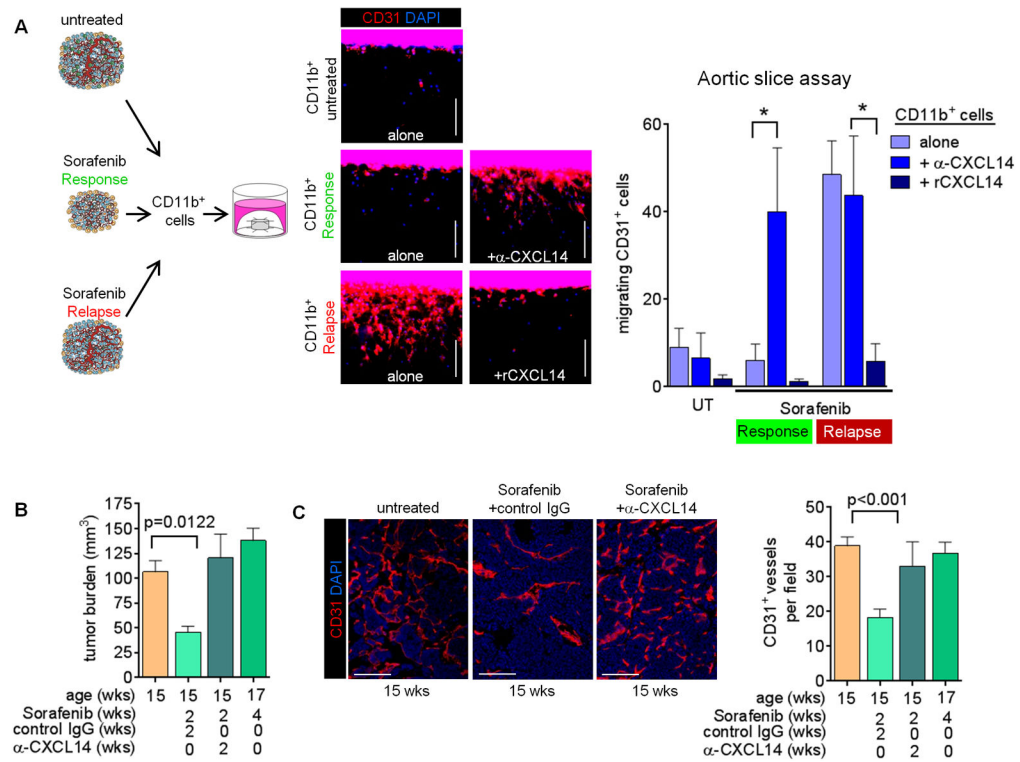 A
untreated
Sorafenib
Response
Sorafenib
Relapse
CD11b⁺
cells
CD31 DAPI
CD11b⁺
untreated
alone
CD11b⁺
Response
alone
+α-CXCL14
CD11b⁺
Relapse
alone
+rCXCL14
Aortic slice assay
migrating CD31⁺ cells
60
40
20
0
*
*
CD11b⁺ cells
alone
+ α-CXCL14
+ rCXCL14
UT
Sorafenib
Response Relapse
B
tumor burden (mm³)
175
150
125
100
75
50
25
0
p=0.0122
age (wks) 15 15 15 17
Sorafenib (wks) 2 2 4
control IgG (wks) 2 0 0
α-CXCL14 (wks) 0 2 0
C
untreated
Sorafenib
+control IgG
Sorafenib
+α-CXCL14
CD31 DAPI
15 wks
15 wks
15 wks
CD31⁺ vessels
per field
50
40
30
20
10
0
p<0.001
age (wks) 15 15 15 17
Sorafenib (wks) 2 2 4
control IgG (wks) 2 0 0
α-CXCL14 (wks) 0 2 0